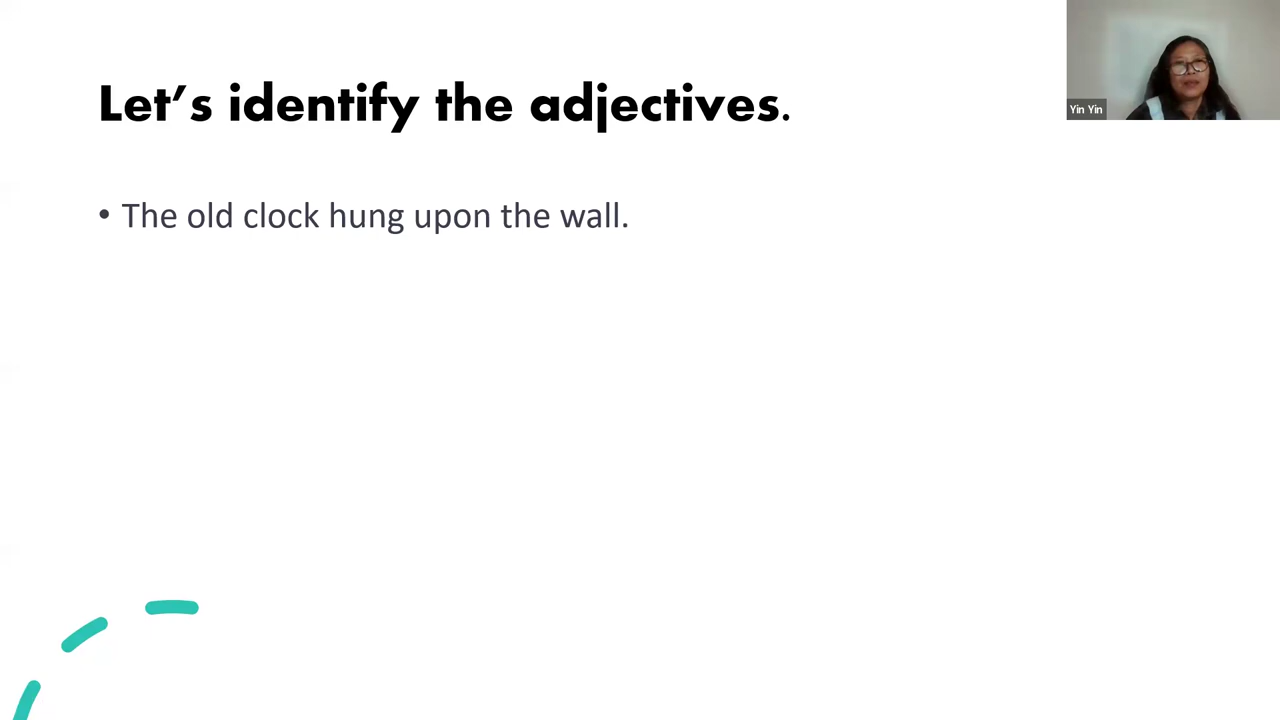 Let's identify the adjectives.
• The old clock hung upon the wall.
Yin Yin